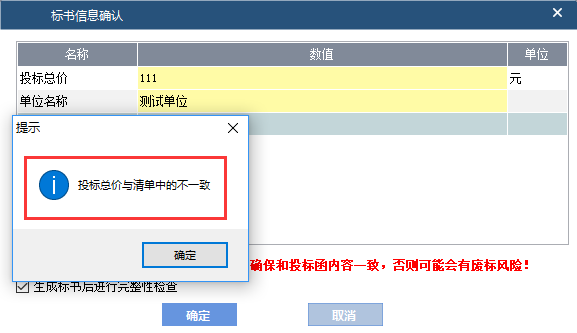 标书信息确认
名称 数值 单位
投标总价 111 元
单位名称 测试单位
提示
投标总价与清单中的不一致
确定
确保和投标函内容一致，否则可能会有废标风险！
生成标书后进行完整性检查
确定 取消